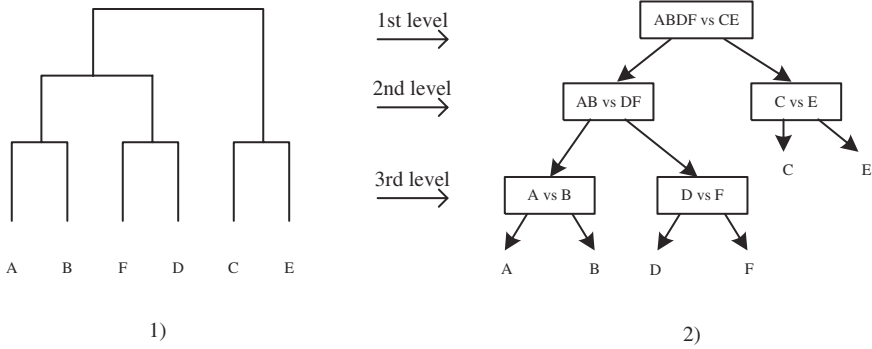 1st level
ABDF vs CE
2nd level
AB vs DF
C vs E
C
E
3rd level
A vs B
D vs F
A B F D C E
A
B
D
F
1)
2)